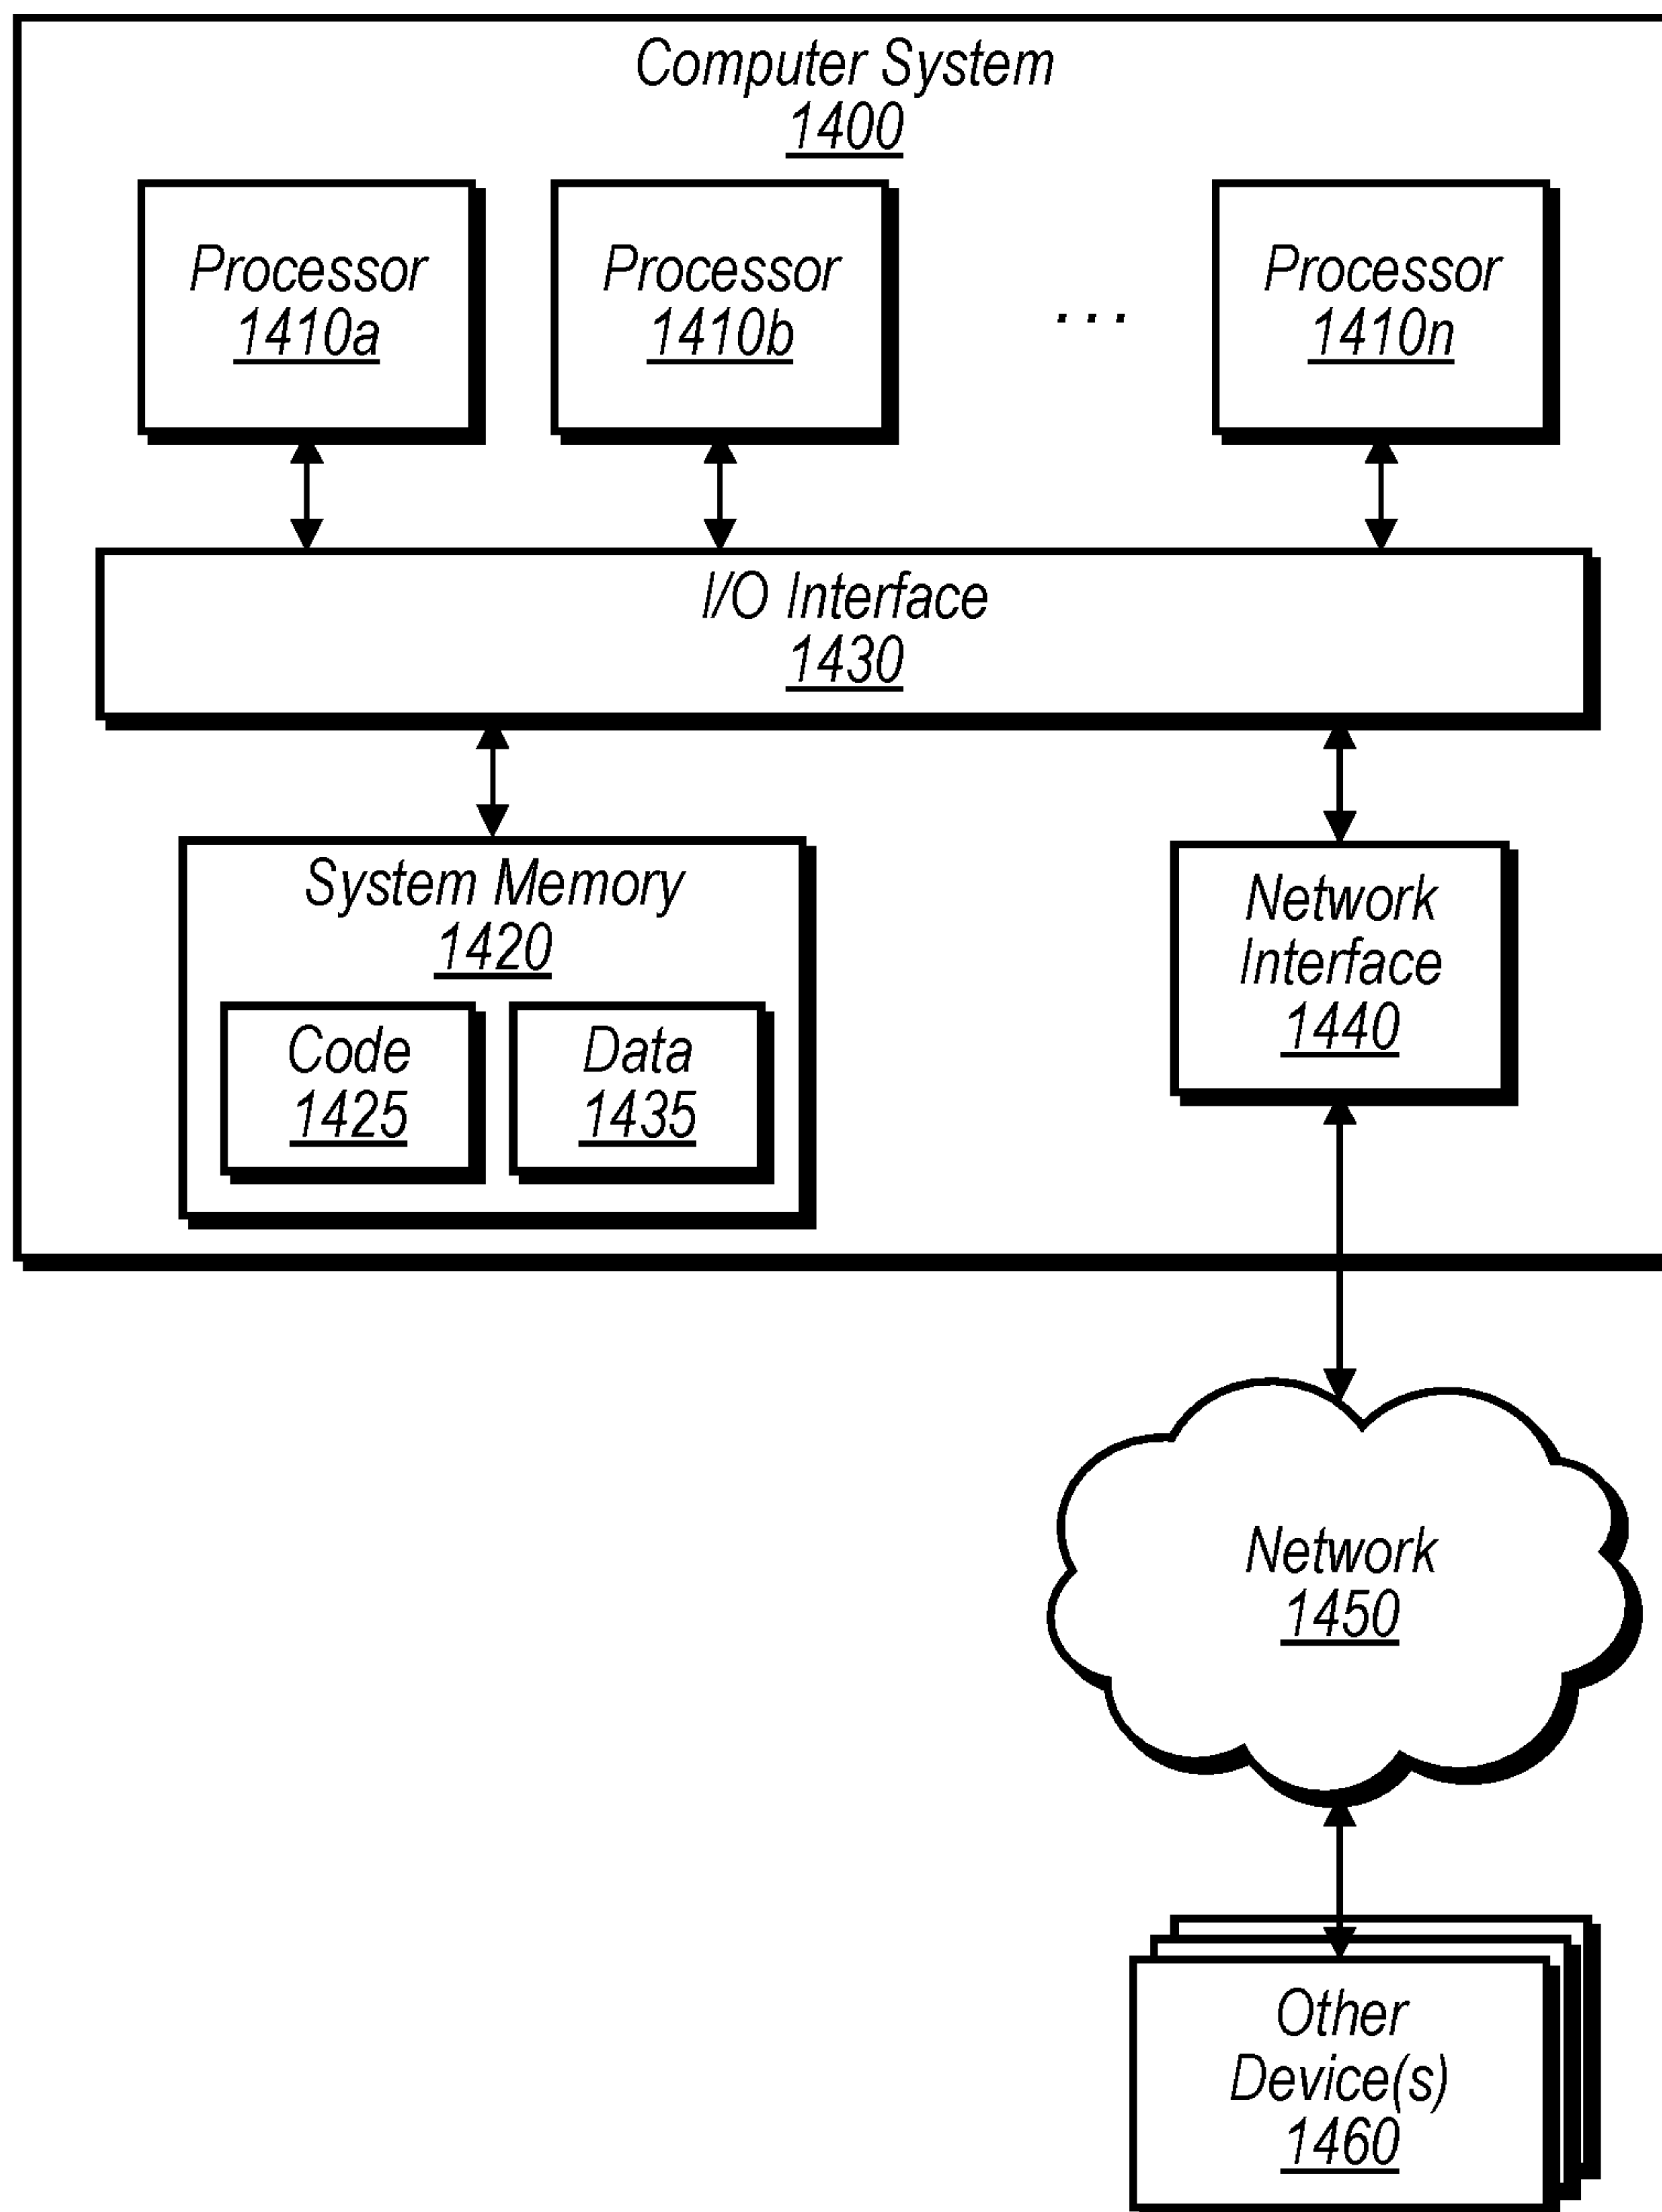 Computer System
1400
Processor
1410a
Processor
1410b
...
Processor
1410n
I/O Interface
1430
System Memory
1420
Code
1425
Data
1435
Network
Interface
1440
Network
1450
Other
Device(s)
1460